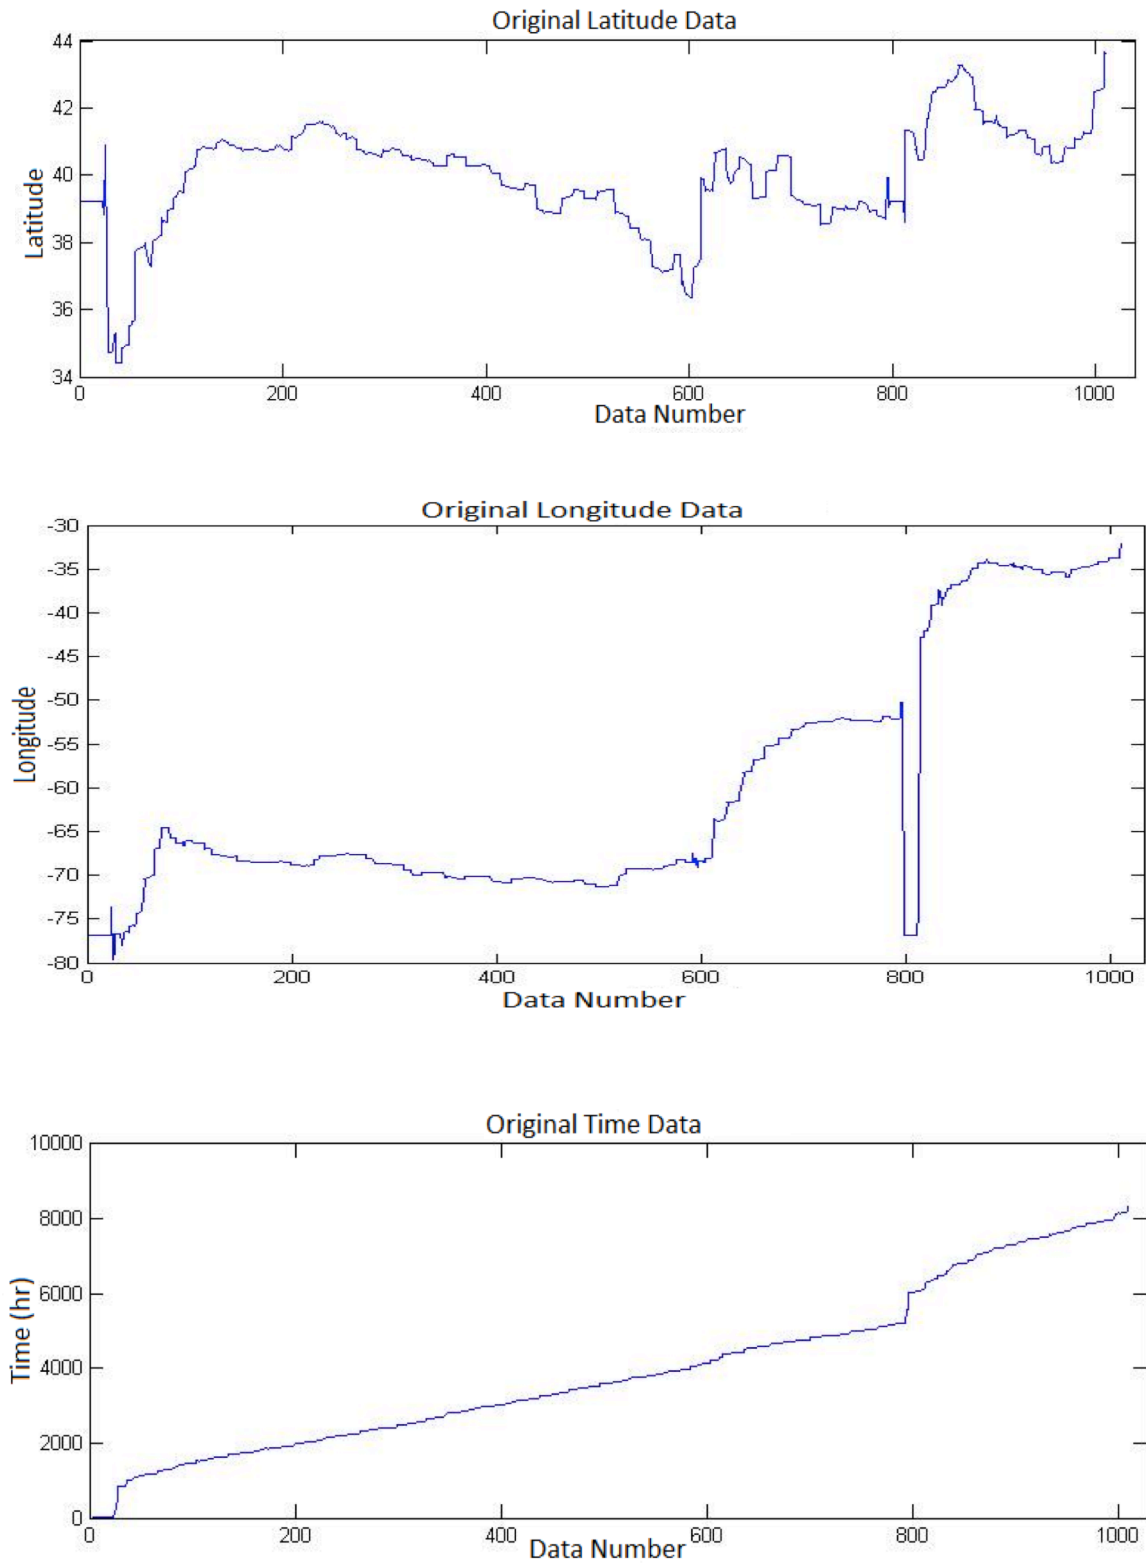 Original Latitude Data
44
42
40
38
36
34
Latitude
0 200 400 600 800 1000
Data Number
Original Longitude Data
-30
-35
-40
-45
-50
-55
-60
-65
-70
-75
-80
Longitude
0 200 400 600 800 1000
Data Number
Original Time Data
10000
8000
6000
4000
2000
0
Time (hr)
0 200 400 600 800 1000
Data Number